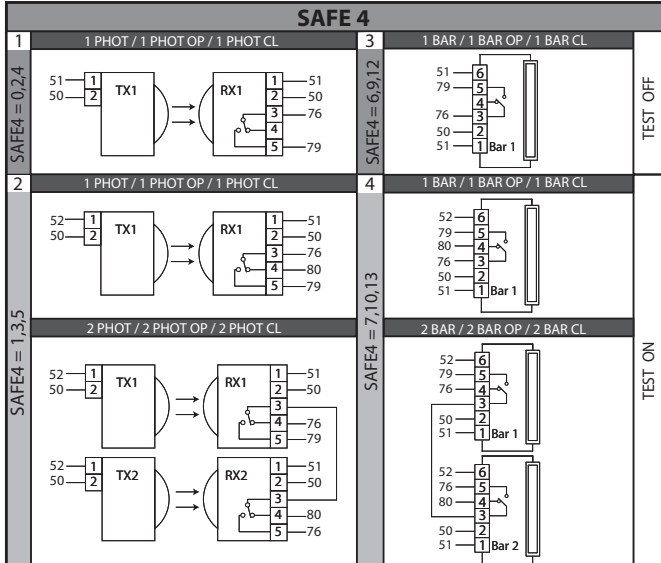 SAFE 4
1
1 PHOT / 1 PHOT OP / 1 PHOT CL
SAFE4 = 0,2,4
51 1 TX1 RX1 1 51
50 2 2 50
3 76
4
5 79
2
1 PHOT / 1 PHOT OP / 1 PHOT CL
SAFE4 = 1,3,5
52 1 TX1 RX1 1 51
50 2 2 50
3 76
4 80
5 79
2 PHOT / 2 PHOT OP / 2 PHOT CL
52 1 TX1 RX1 1 51
50 2 2 50
3
4 76
5 79
52 1 TX2 RX2 1 51
50 2 2 50
3
4 80
5 76
3
1 BAR / 1 BAR OP / 1 BAR CL
SAFE4 = 6,9,12
51 6
79 5
4
76 3
50 2
51 1 Bar 1
TEST OFF
4
1 BAR / 1 BAR OP / 1 BAR CL
SAFE4 = 7,10,13
52 6
79 5
80 4
76 3
50 2
51 1 Bar 1
2 BAR / 2 BAR OP / 2 BAR CL
52 6
79 5
76 4
3
50 2
51 1 Bar 1
52 6
76 5
80 4
3
50 2
51 1 Bar 2
TEST ON